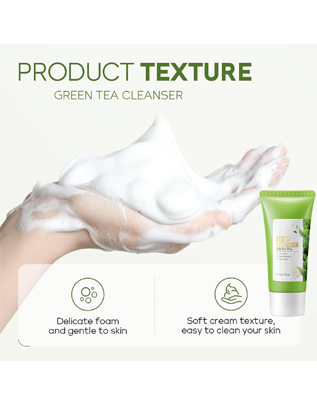 PRODUCT TEXTURE
GREEN TEA CLEANSER
Delicate foam
and gentle to skin
Soft cream texture,
easy to clean your skin